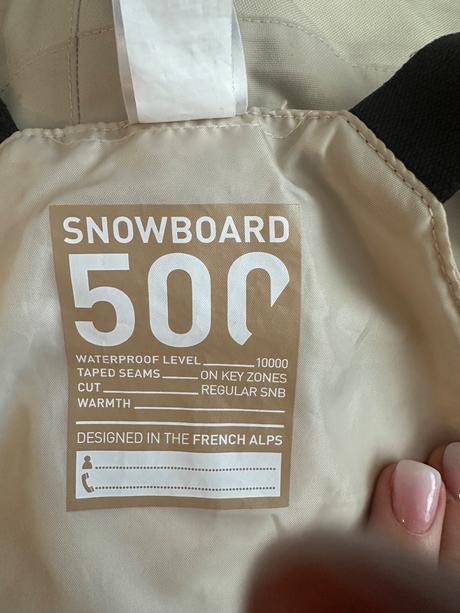 SNOWBOARD
500
WATERPROOF LEVEL 10000
TAPED SEAMS ON KEY ZONES
CUT REGULAR SNB
WARMTH
DESIGNED IN THE FRENCH ALPS